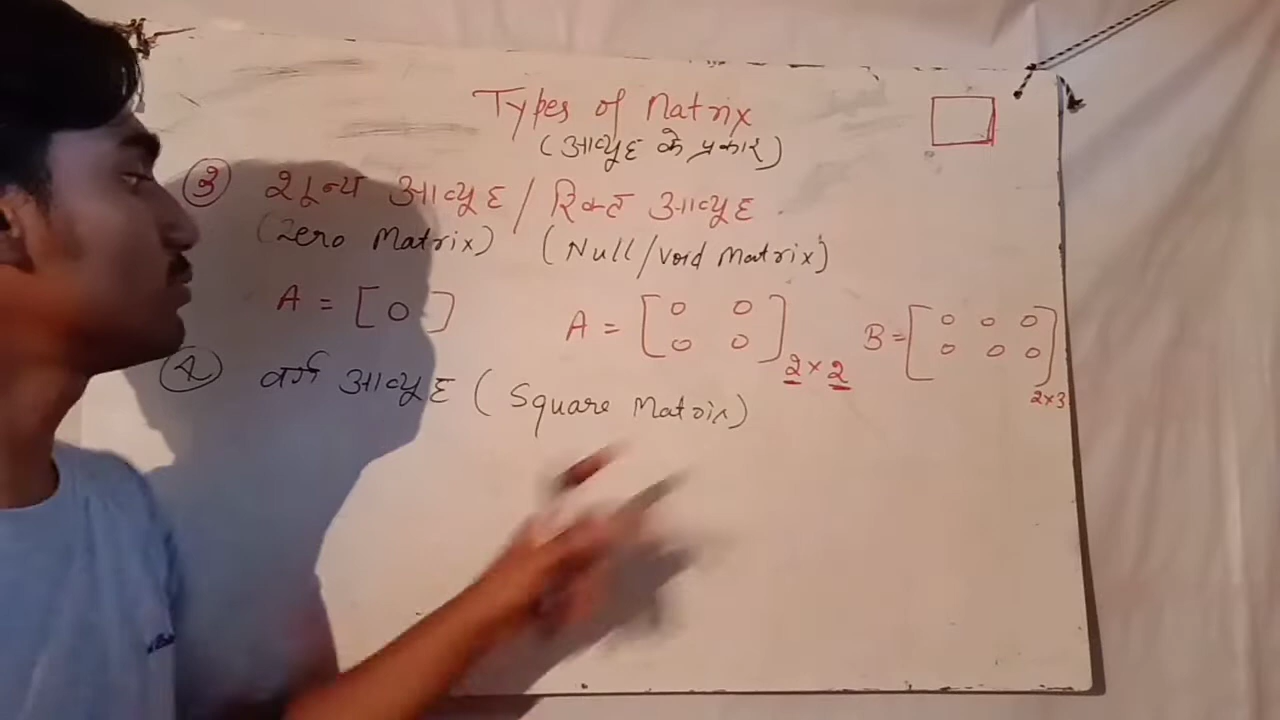 Types of Matrix
(आव्यूह के प्रकार)
③ शून्य आव्यूह / रिक्त आव्यूह
(Zero Matrix) (Null/Void Matrix)
A = [0] A = [0 0 B = [0 0 0
0 0] 2×2 0 0 0] 2×3
④ वर्ग आव्यूह (Square Matrix)